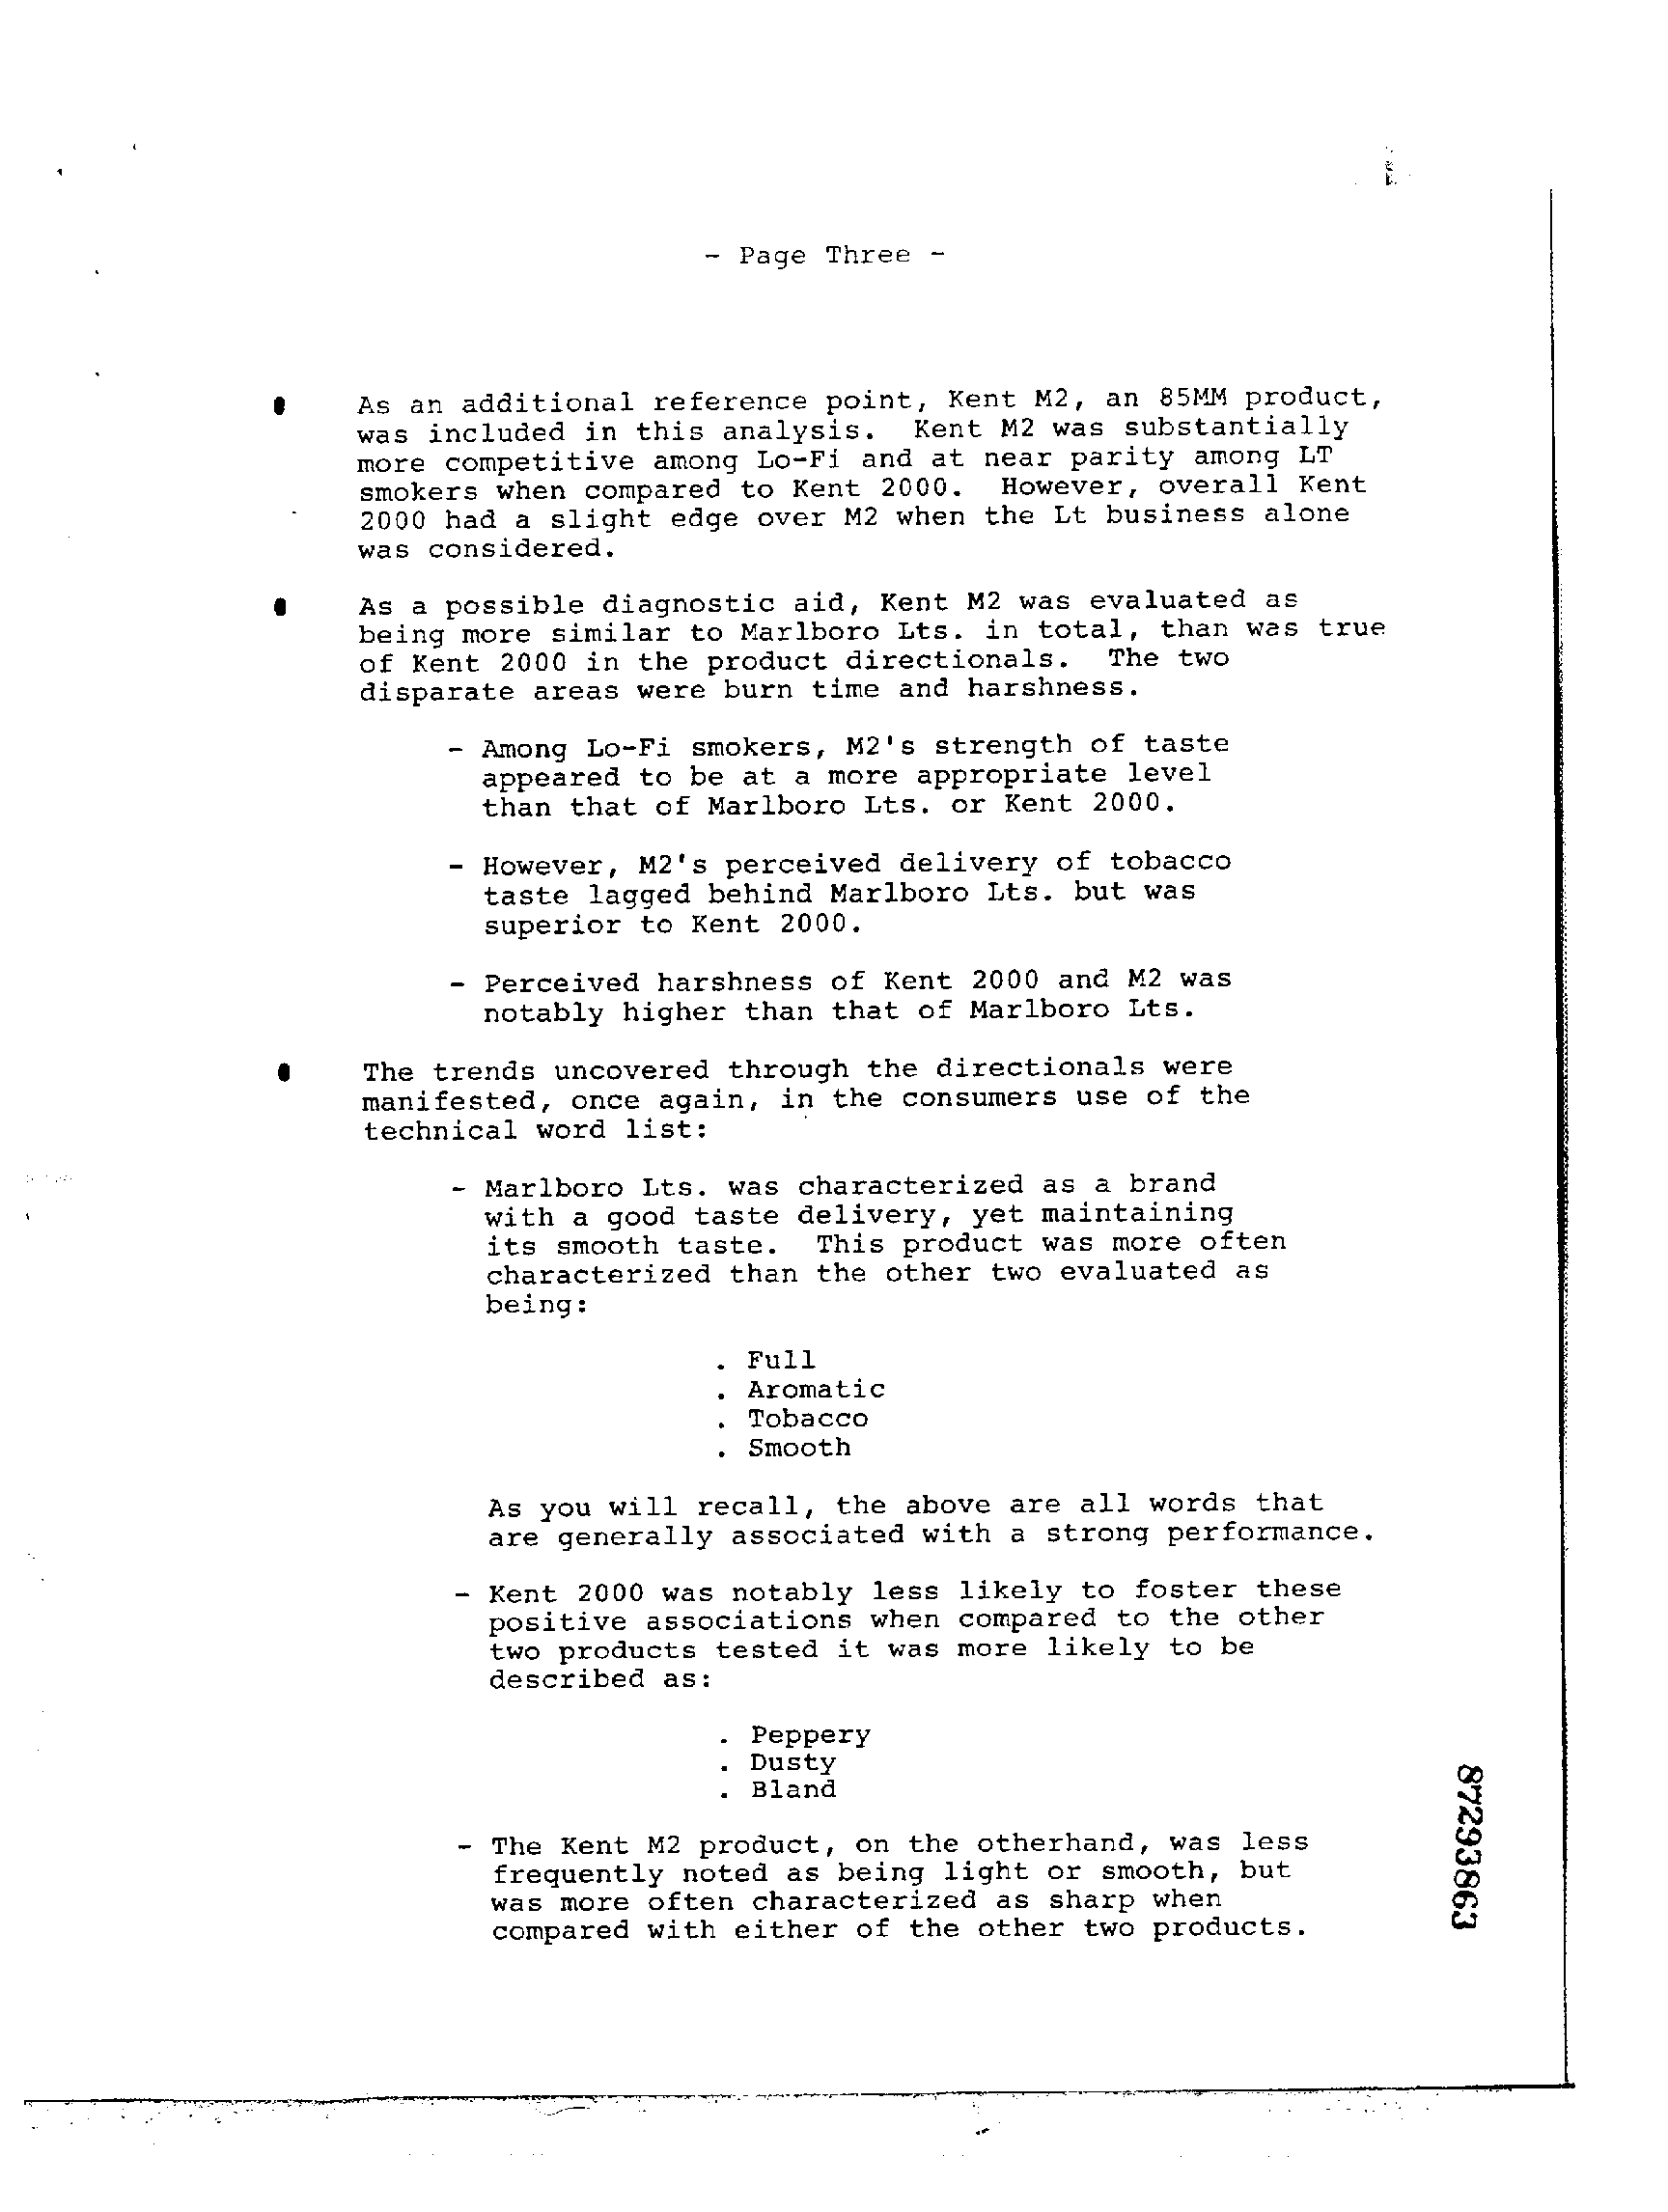 - Page Three -
As an additional reference point, Kent M2, an 85MM product,
was included in this analysis.  Kent M2 was substantially
more competitive among Lo-Fi and at near parity among LT
smokers when compared to Kent 2000.  However, overall Kent
2000 had a slight edge over M2 when the Lt business alone
was considered.
As a possible diagnostic aid, Kent M2 was evaluated as
being more similar to Marlboro Lts. in total, than was true
of Kent 2000 in the product directionals.  The two
disparate areas were burn time and harshness.
- Among Lo-Fi smokers, M2's strength of taste
appeared to be at a more appropriate level
than that of Marlboro Lts. or Kent 2000.
- However, M2's perceived delivery of tobacco
taste lagged behind Marlboro Lts. but was
superior to Kent 2000.
- Perceived harshness of Kent 2000 and M2 was
notably higher than that of Marlboro Lts.
The trends uncovered through the directionals were
manifested, once again, in the consumers use of the
technical word list:
- Marlboro Lts. was characterized as a brand
with a good taste delivery, yet maintaining
its smooth taste.  This product was more often
characterized than the other two evaluated as
being:
. Full
. Aromatic
. Tobacco
. Smooth
As you will recall, the above are all words that
are generally associated with a strong performance.
- Kent 2000 was notably less likely to foster these
positive associations when compared to the other
two products tested it was more likely to be
described as:
. Peppery
. Dusty
. Bland
- The Kent M2 product, on the otherhand, was less
frequently noted as being light or smooth, but
was more often characterized as sharp when
compared with either of the other two products.
87293863